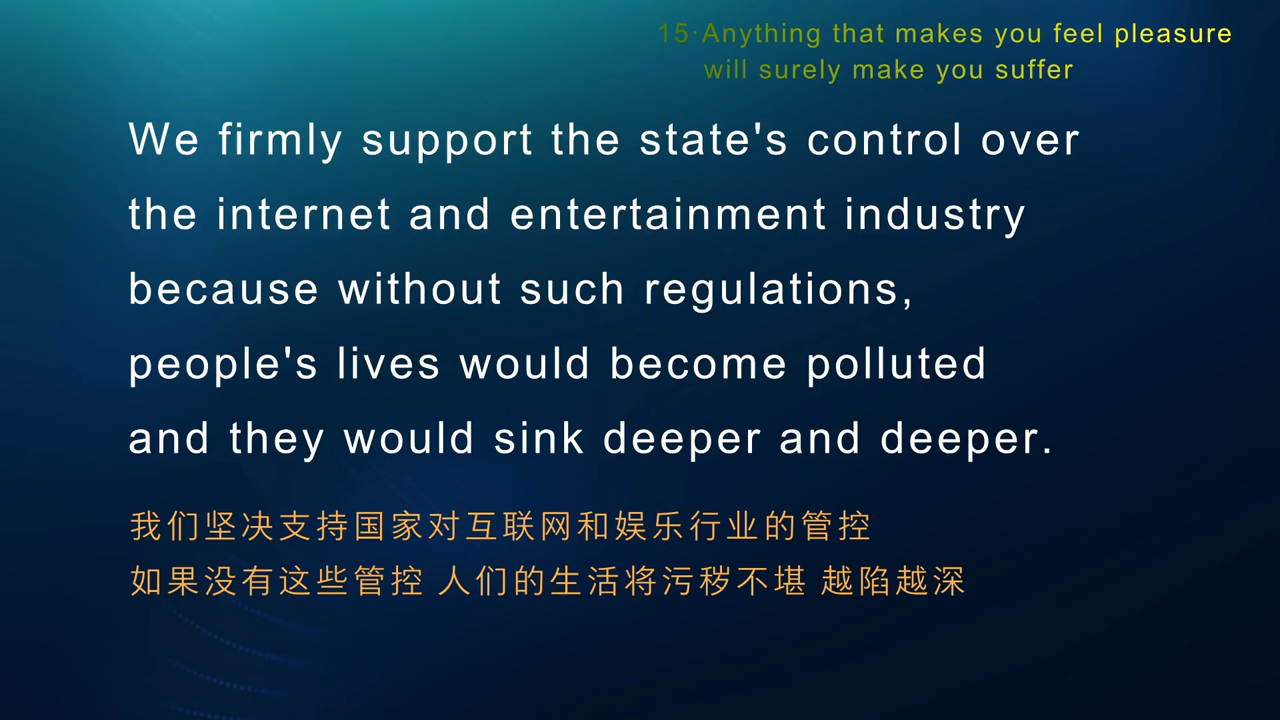 15·Anything that makes you feel pleasure
will surely make you suffer
We firmly support the state's control over
the internet and entertainment industry
because without such regulations,
people's lives would become polluted
and they would sink deeper and deeper.
我们坚决支持国家对互联网和娱乐行业的管控
如果没有这些管控 人们的生活将污秽不堪 越陷越深